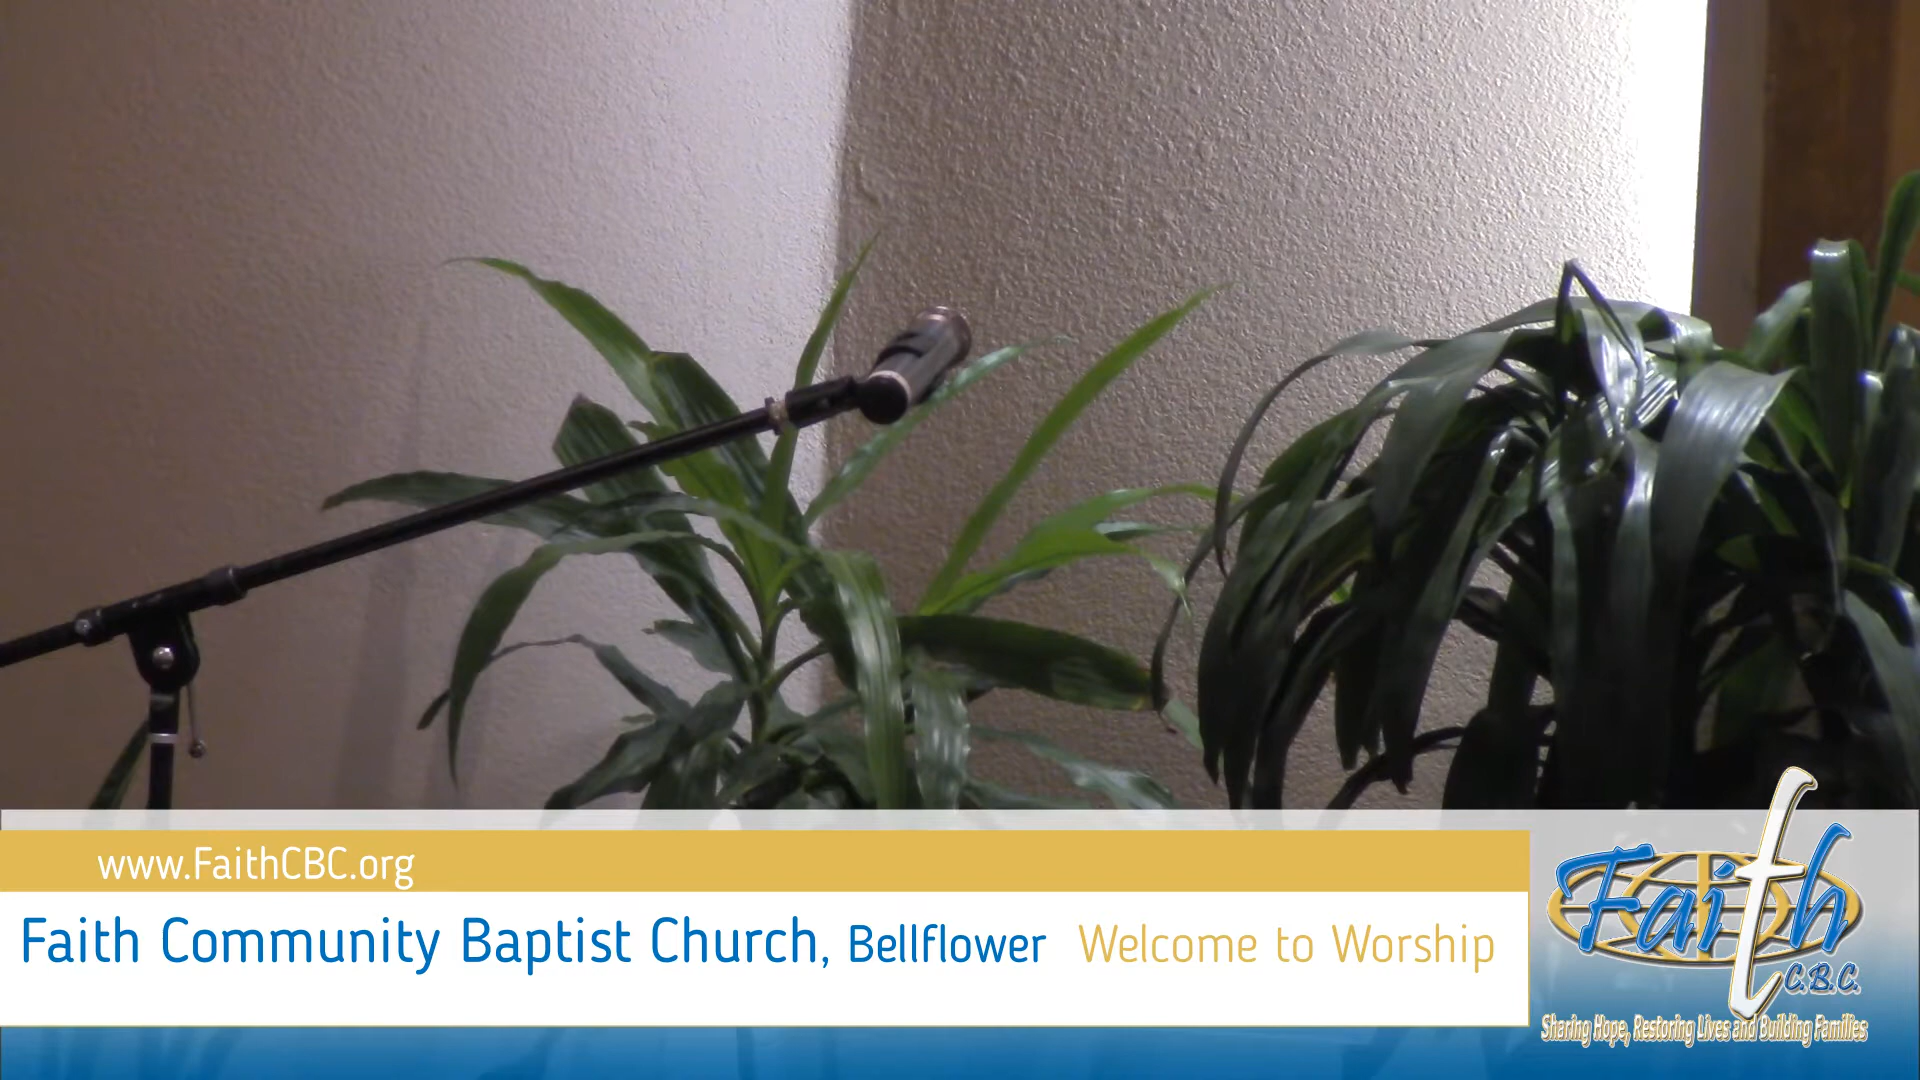 www.FaithCBC.org
Faith Community Baptist Church, Bellflower Welcome to Worship
Faith
C.B.C.
Sharing Hope, Restoring Lives and Building Families